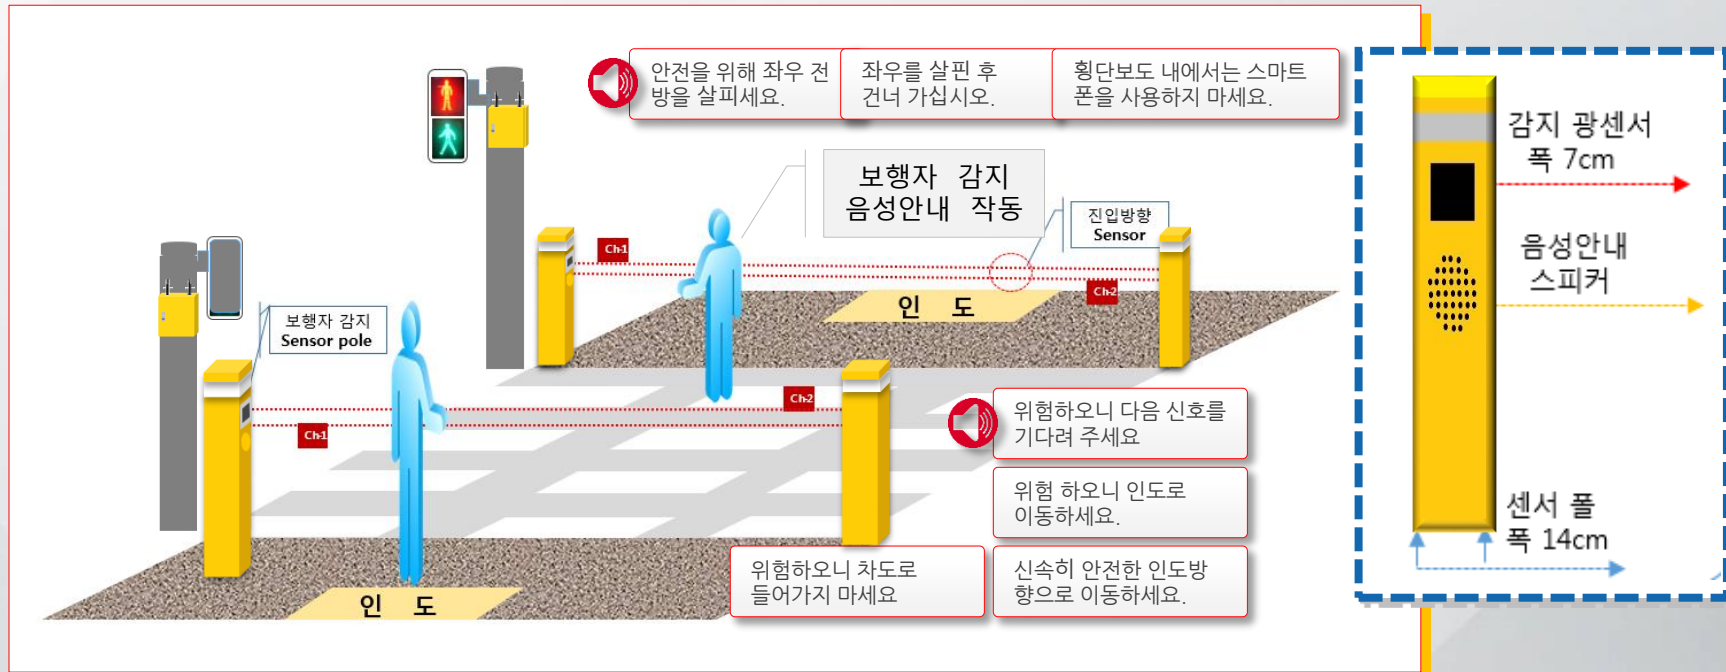 안전을 위해 좌우 전
방을 살피세요.
좌우를 살핀 후
건너 가십시오.
횡단보도 내에서는 스마트
폰을 사용하지 마세요.
보행자 감지
음성안내 작동
진입방향
Sensor
Ch-1
Ch-2
인 도
보행자 감지
Sensor pole
Ch-2
Ch-1
위험하오니 다음 신호를
기다려 주세요
위험 하오니 인도로
이동하세요.
위험하오니 차도로
들어가지 마세요
신속히 안전한 인도방
향으로 이동하세요.
인 도
감지 광센서
폭 7cm
음성안내
스피커
센서 폴
폭 14cm